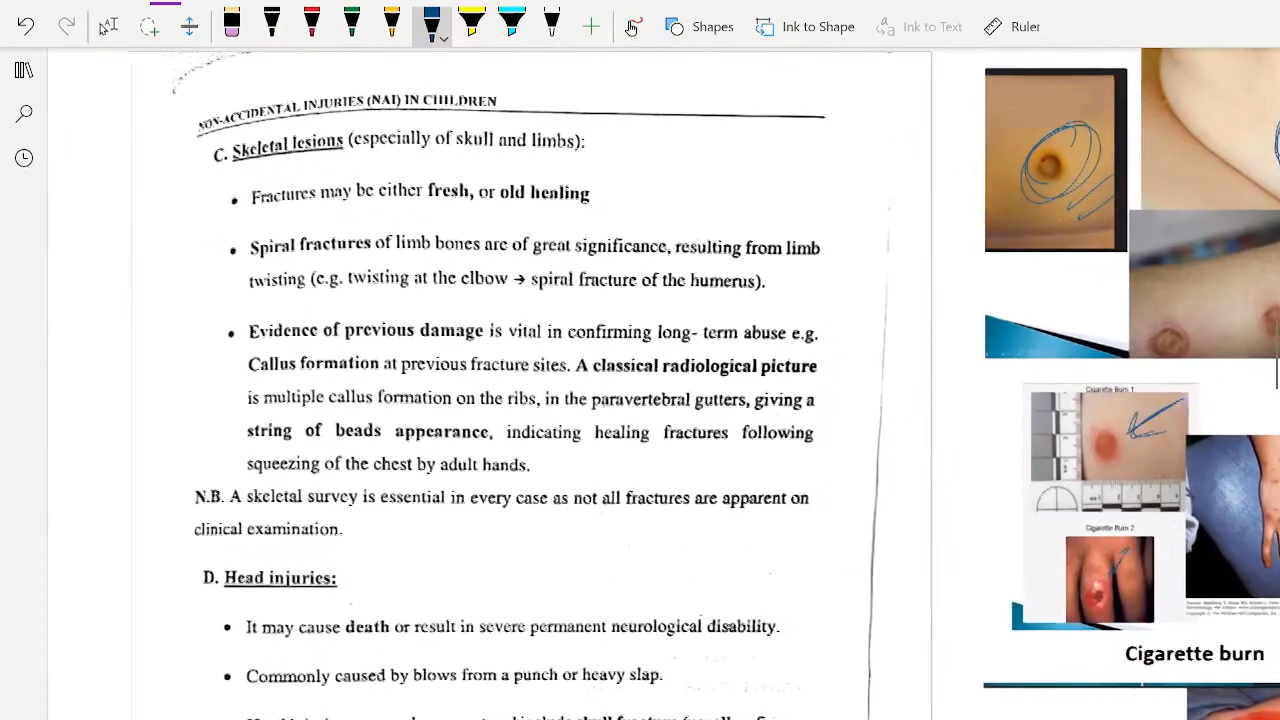 Shapes
Ink to Shape
Ink to Text
Ruler
NON-ACCIDENTAL INJURIES (NAI) IN CHILDREN
C. Skeletal lesions (especially of skull and limbs):
• Fractures may be either fresh, or old healing
• Spiral fractures of limb bones are of great significance, resulting from limb
twisting (e.g. twisting at the elbow → spiral fracture of the humerus).
• Evidence of previous damage is vital in confirming long- term abuse e.g.
Callus formation at previous fracture sites. A classical radiological picture
is multiple callus formation on the ribs, in the paravertebral gutters, giving a
string of beads appearance, indicating healing fractures following
squeezing of the chest by adult hands.
N.B. A skeletal survey is essential in every case as not all fractures are apparent on
clinical examination.
D. Head injuries:
• It may cause death or result in severe permanent neurological disability.
• Commonly caused by blows from a punch or heavy slap.
Cigarette Burn 1
Cigarette Burn 2
Cigarette burn